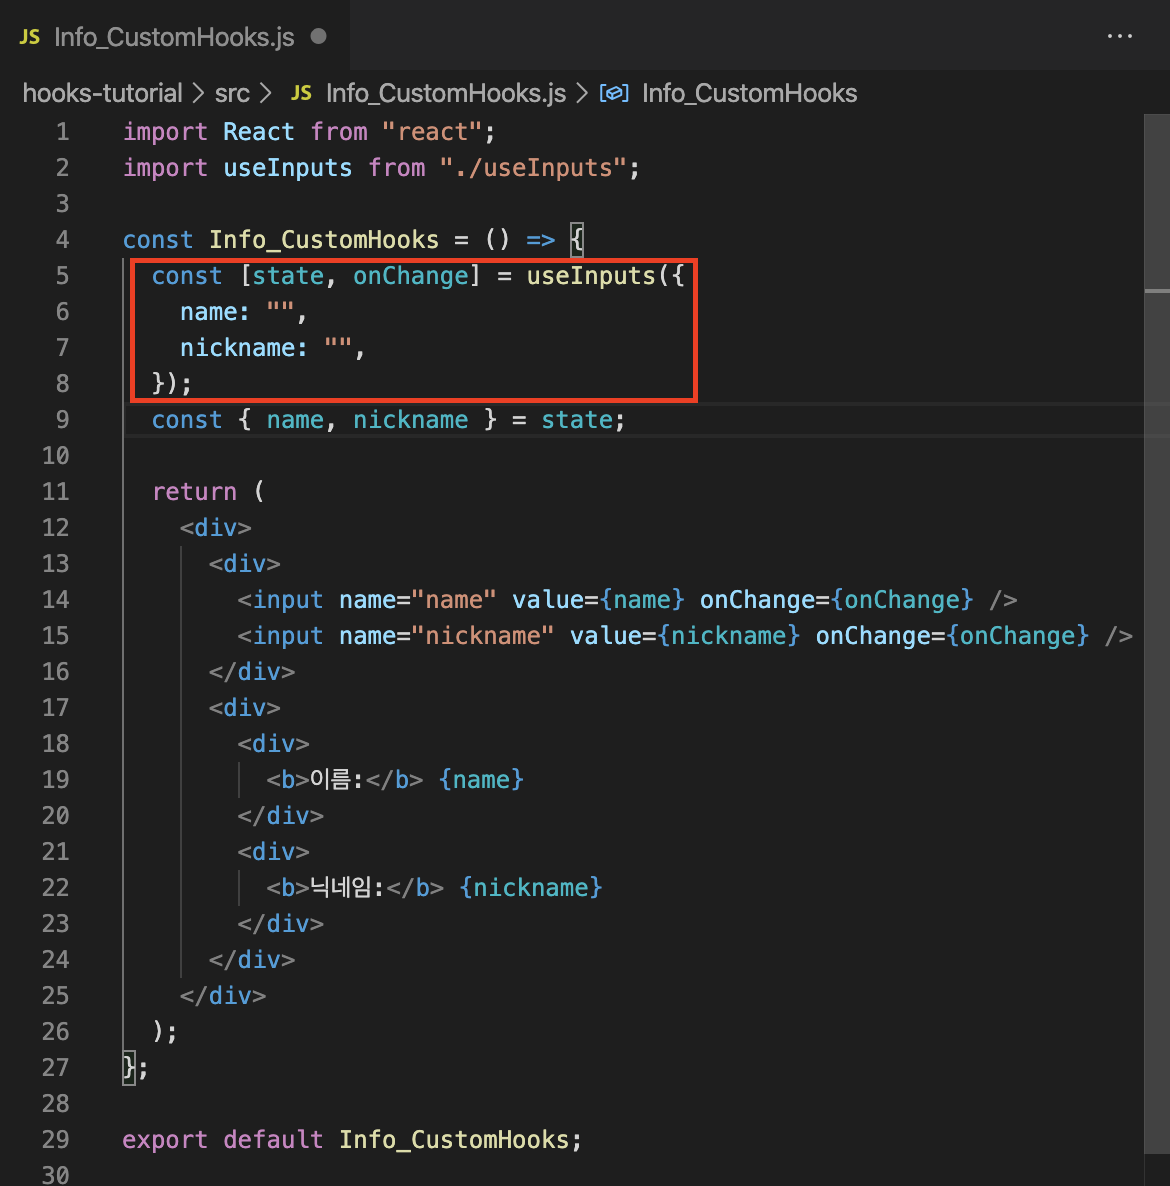 JS Info_CustomHooks.js
hooks-tutorial > src > JS Info_CustomHooks.js > Info_CustomHooks
1 import React from "react";
2 import useInputs from "./useInputs";
3
4 const Info_CustomHooks = () => {
5 const [state, onChange] = useInputs({
6 name: "",
7 nickname: "",
8 });
9 const { name, nickname } = state;
10
11 return (
12 <div>
13 <div>
14 <input name="name" value={name} onChange={onChange} />
15 <input name="nickname" value={nickname} onChange={onChange} />
16 </div>
17 <div>
18 <div>
19 <b>이름:</b> {name}
20 </div>
21 <div>
22 <b>닉네임:</b> {nickname}
23 </div>
24 </div>
25 </div>
26 );
27 };
28
29 export default Info_CustomHooks;
30